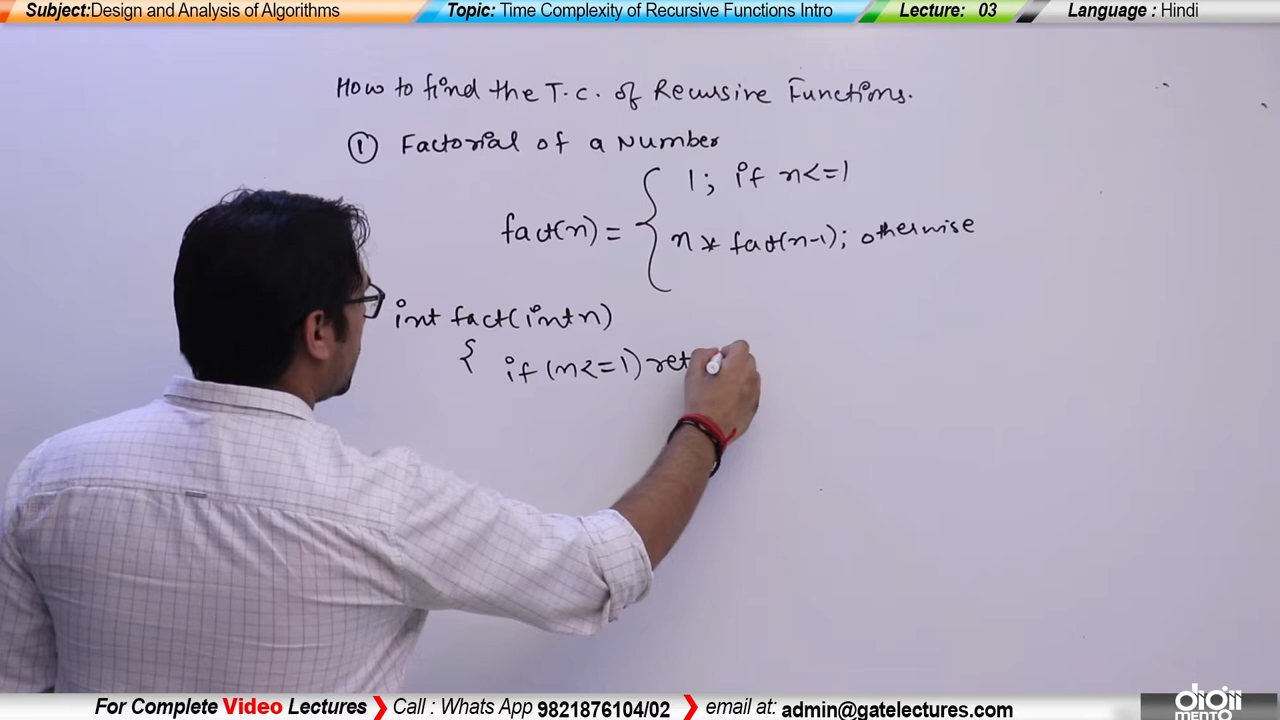 Subject:Design and Analysis of Algorithms Topic: Time Complexity of Recursive Functions Intro Lecture: 03 Language : Hindi
How to find the T.C. of Recursive Functions.
① Factorial of a Number
1; if n<=1
fact(n)=
n * fact(n-1); otherwise
int fact(int n)
{ if (n<=1) ret
For Complete Video Lectures Call : Whats App 9821876104/02 email at: admin@gatelectures.com
digiimento